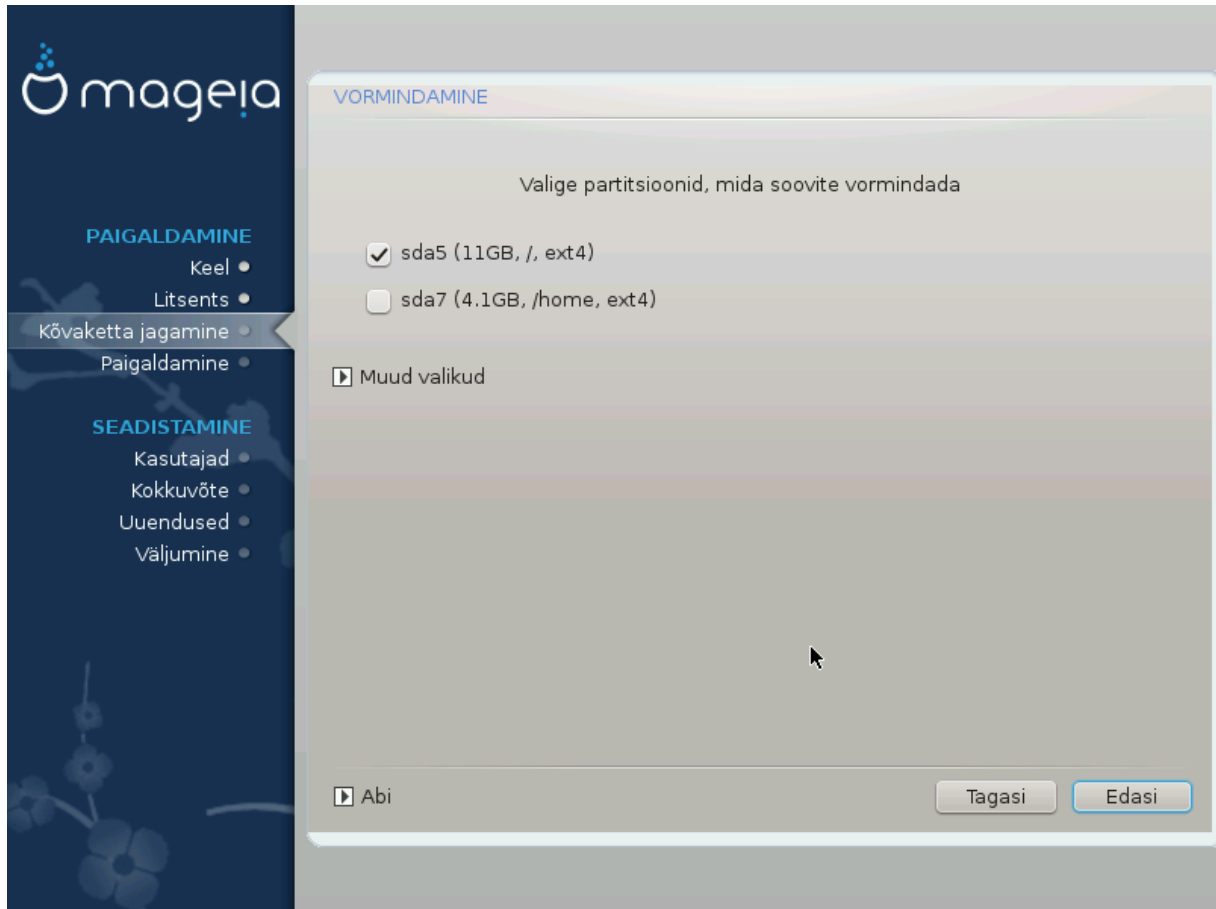 mageia
PAIGALDAMINE
Keel
Litsents
Kõvaketta jagamine
Paigaldamine
SEADISTAMINE
Kasutajad
Kokkuvõte
Uuendused
Väljumine
VORMINDAMINE
Valige partitsioonid, mida soovite vormindada
sda5 (11GB, /, ext4)
sda7 (4.1GB, /home, ext4)
Muud valikud
Abi
Tagasi
Edasi